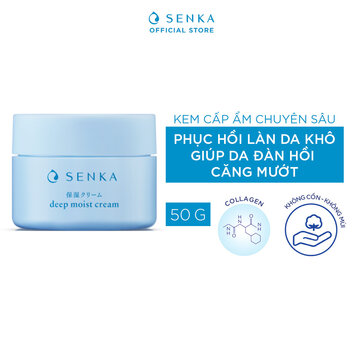 SENKA
OFFICIAL STORE
KEM CẤP ẨM CHUYÊN SÂU
PHỤC HỒI LÀN DA KHÔ
GIÚP DA ĐÀN HỒI
CĂNG MƯỚT
SENKA
保湿クリーム
deep moist cream
50 G
COLLAGEN
KHÔNG CỒN - KHÔNG MÙI